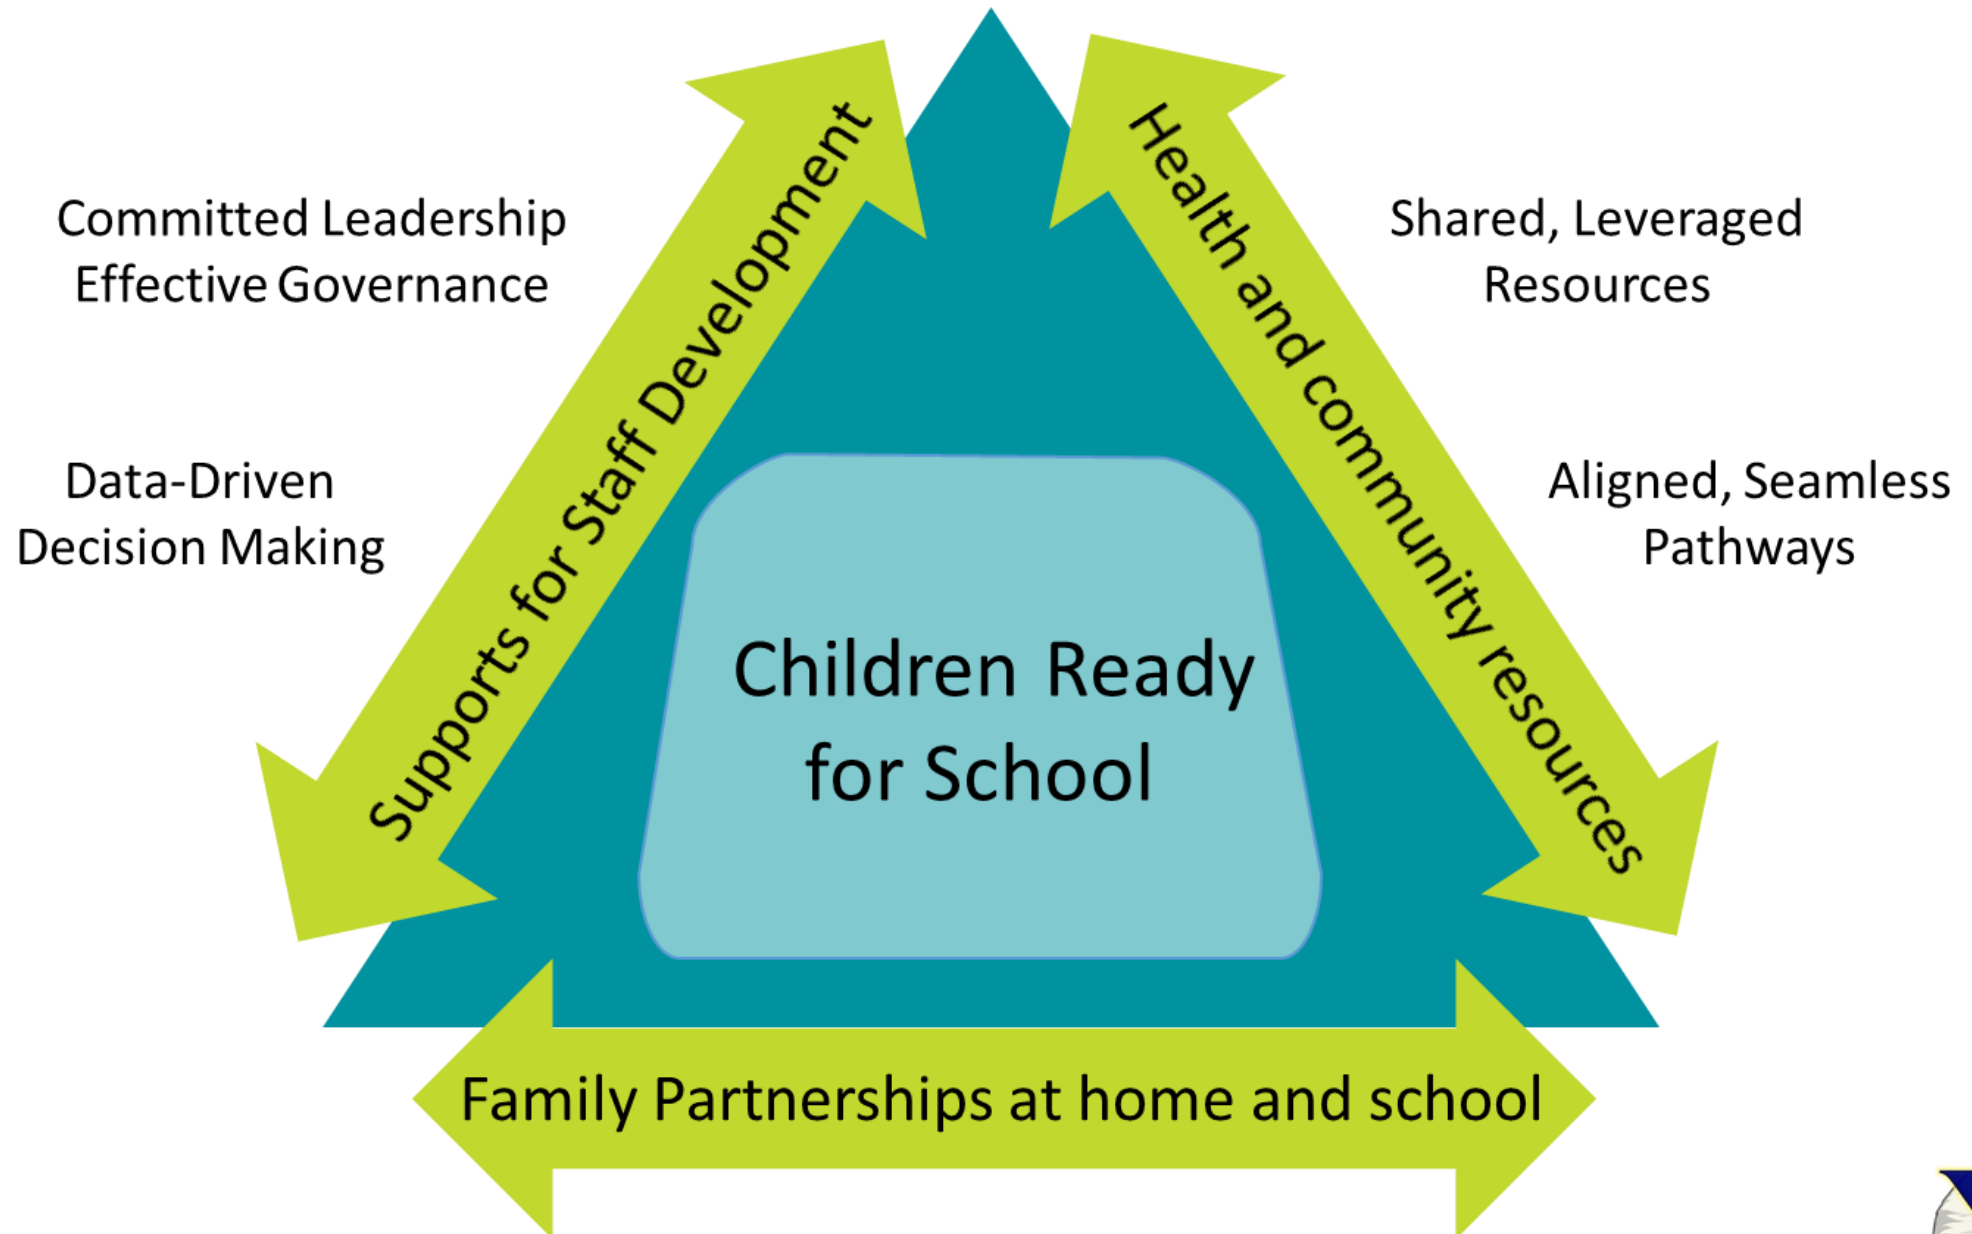 Committed Leadership
Effective Governance
Data-Driven
Decision Making
Supports for Staff Development
Health and community resources
Shared, Leveraged
Resources
Aligned, Seamless
Pathways
Children Ready
for School
Family Partnerships at home and school